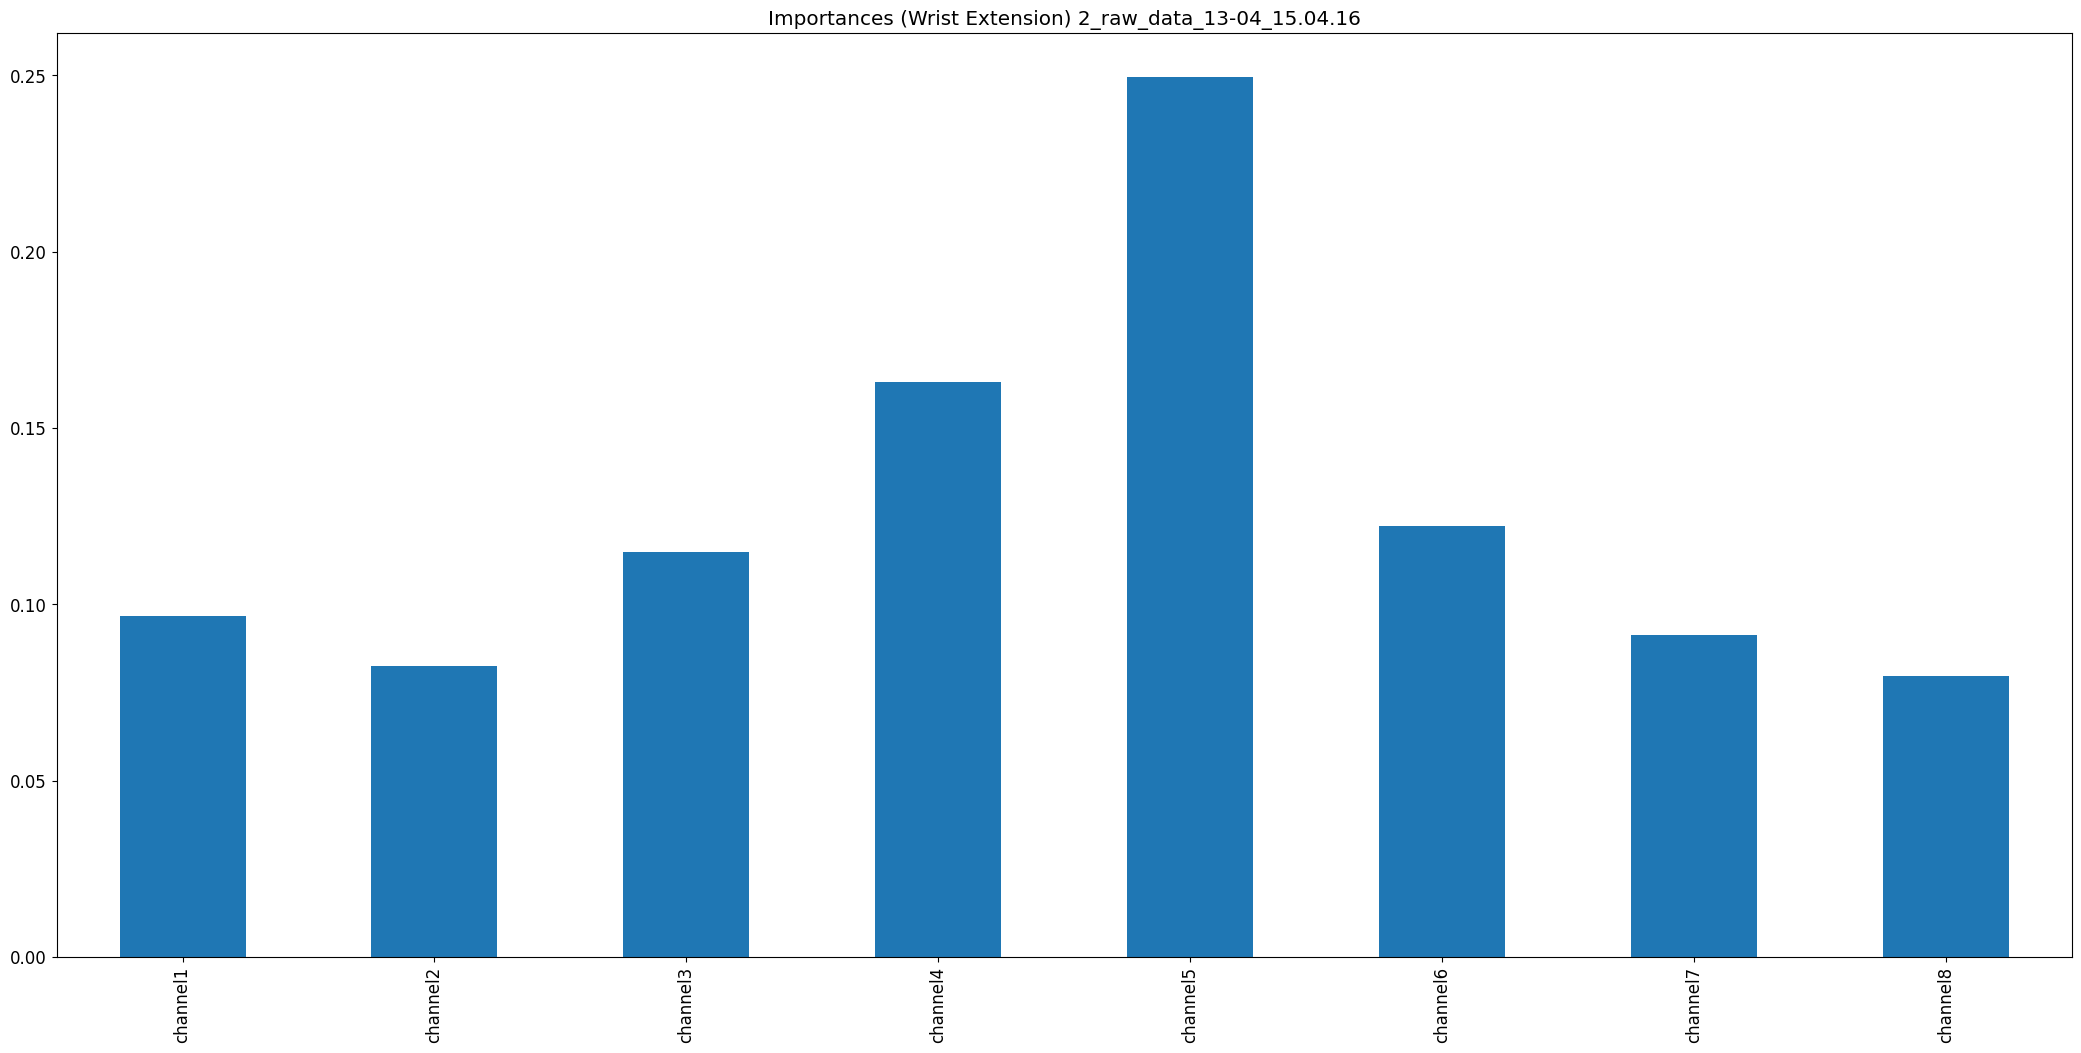 Importances (Wrist Extension) 2_raw_data_13-04_15.04.16
0.25
0.20
0.15
0.10
0.05
0.00
channel1
channel2
channel3
channel4
channel5
channel6
channel7
channel8